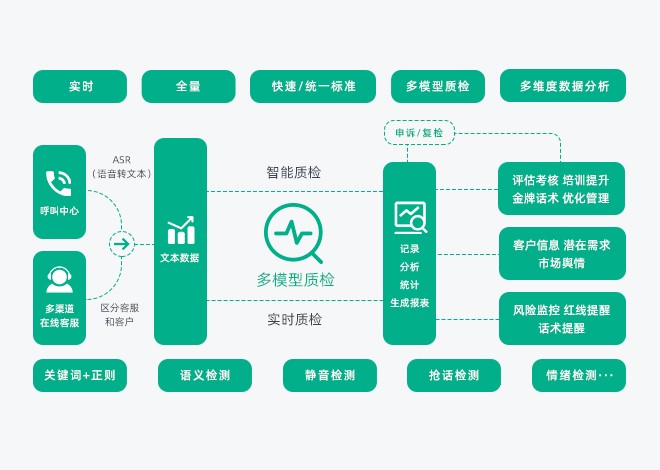 实时
全量
快速/统一标准
多模型质检
多维度数据分析
申诉/复检
呼叫中心
ASR
(语音转文本)
多渠道
在线客服
区分客服
和客户
文本数据
智能质检
多模型质检
实时质检
记录
分析
统计
生成报表
评估考核 培训提升
金牌话术 优化管理
客户信息 潜在需求
市场舆情
风险监控 红线提醒
话术提醒
关键词+正则
语义检测
静音检测
抢话检测
情绪检测···